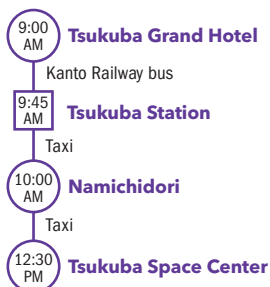 9:00
AM
Tsukuba Grand Hotel
Kanto Railway bus
9:45
AM
Tsukuba Station
Taxi
10:00
AM
Namichidori
Taxi
12:30
PM
Tsukuba Space Center